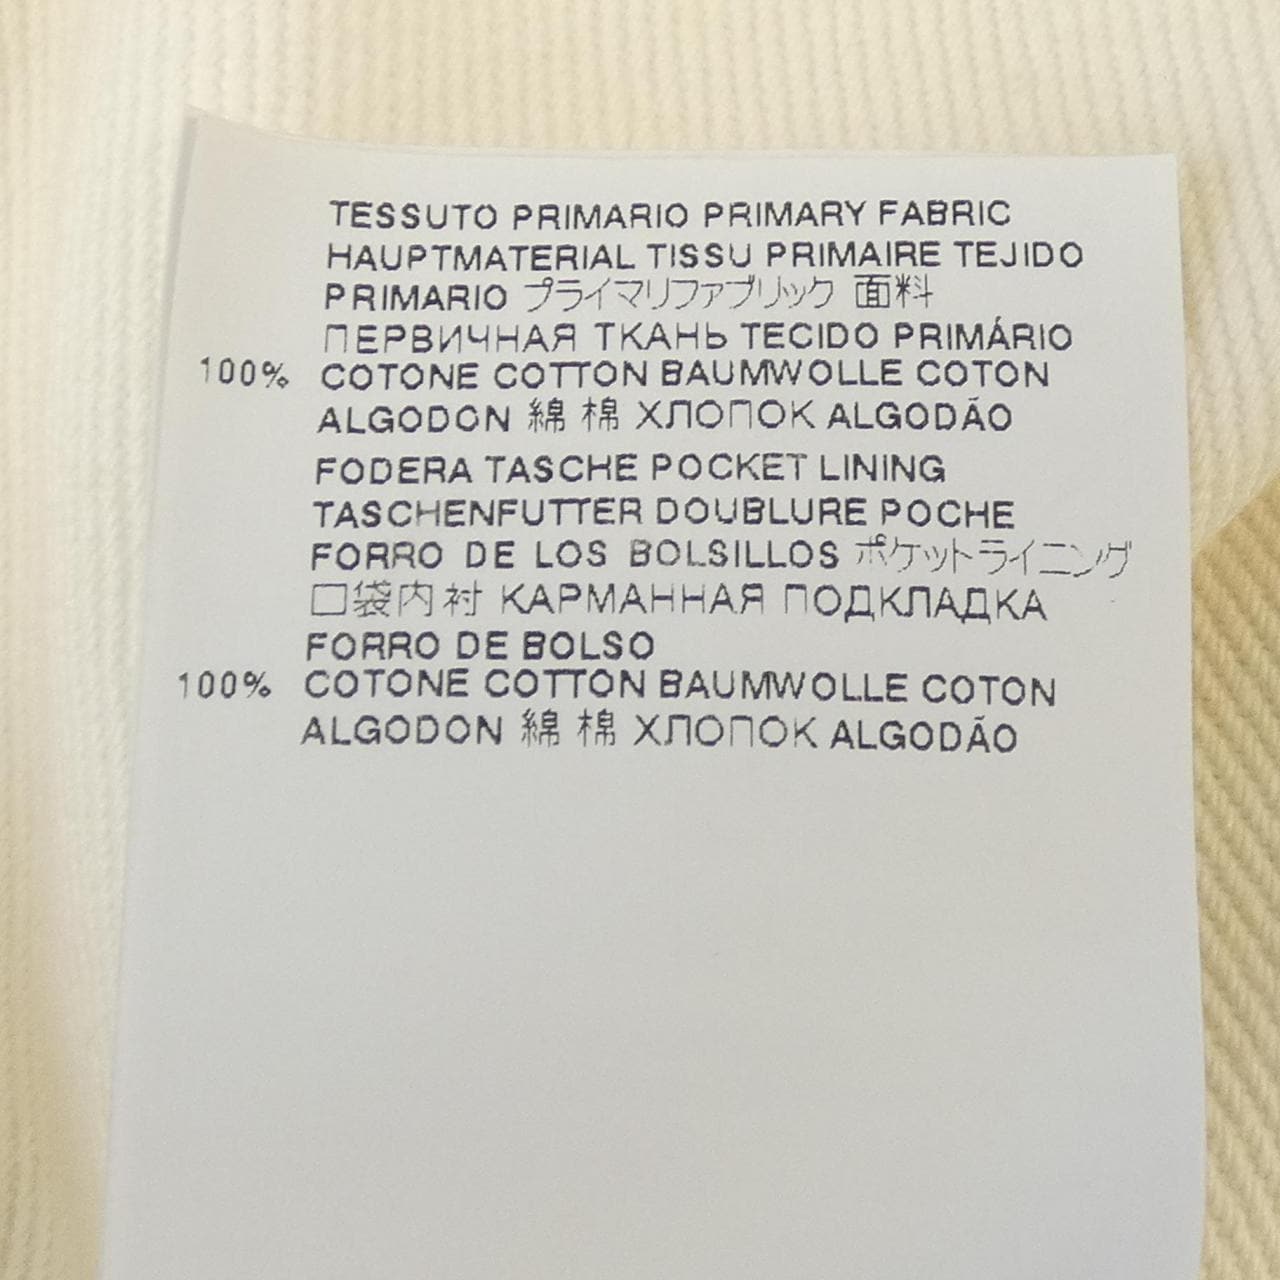 TESSUTO PRIMARIO PRIMARY FABRIC
HAUPTMATERIAL TISSU PRIMAIRE TEJIDO
PRIMARIO プライマリファブリック 面料
ПЕРВИЧНАЯ ТКАНЬ TECIDO PRIMÁRIO
100% COTONE COTTON BAUMWOLLE COTON
ALGODON 綿 棉 ХЛОПОК ALGODÃO
FODERA TASCHE POCKET LINING
TASCHENFUTTER DOUBLURE POCHE
FORRO DE LOS BOLSILLOS ポケットライニング
口袋内衬 КАРМАННАЯ ПОДКЛАДКА
FORRO DE BOLSO
100% COTONE COTTON BAUMWOLLE COTON
ALGODON 綿 棉 ХЛОПОК ALGODÃO